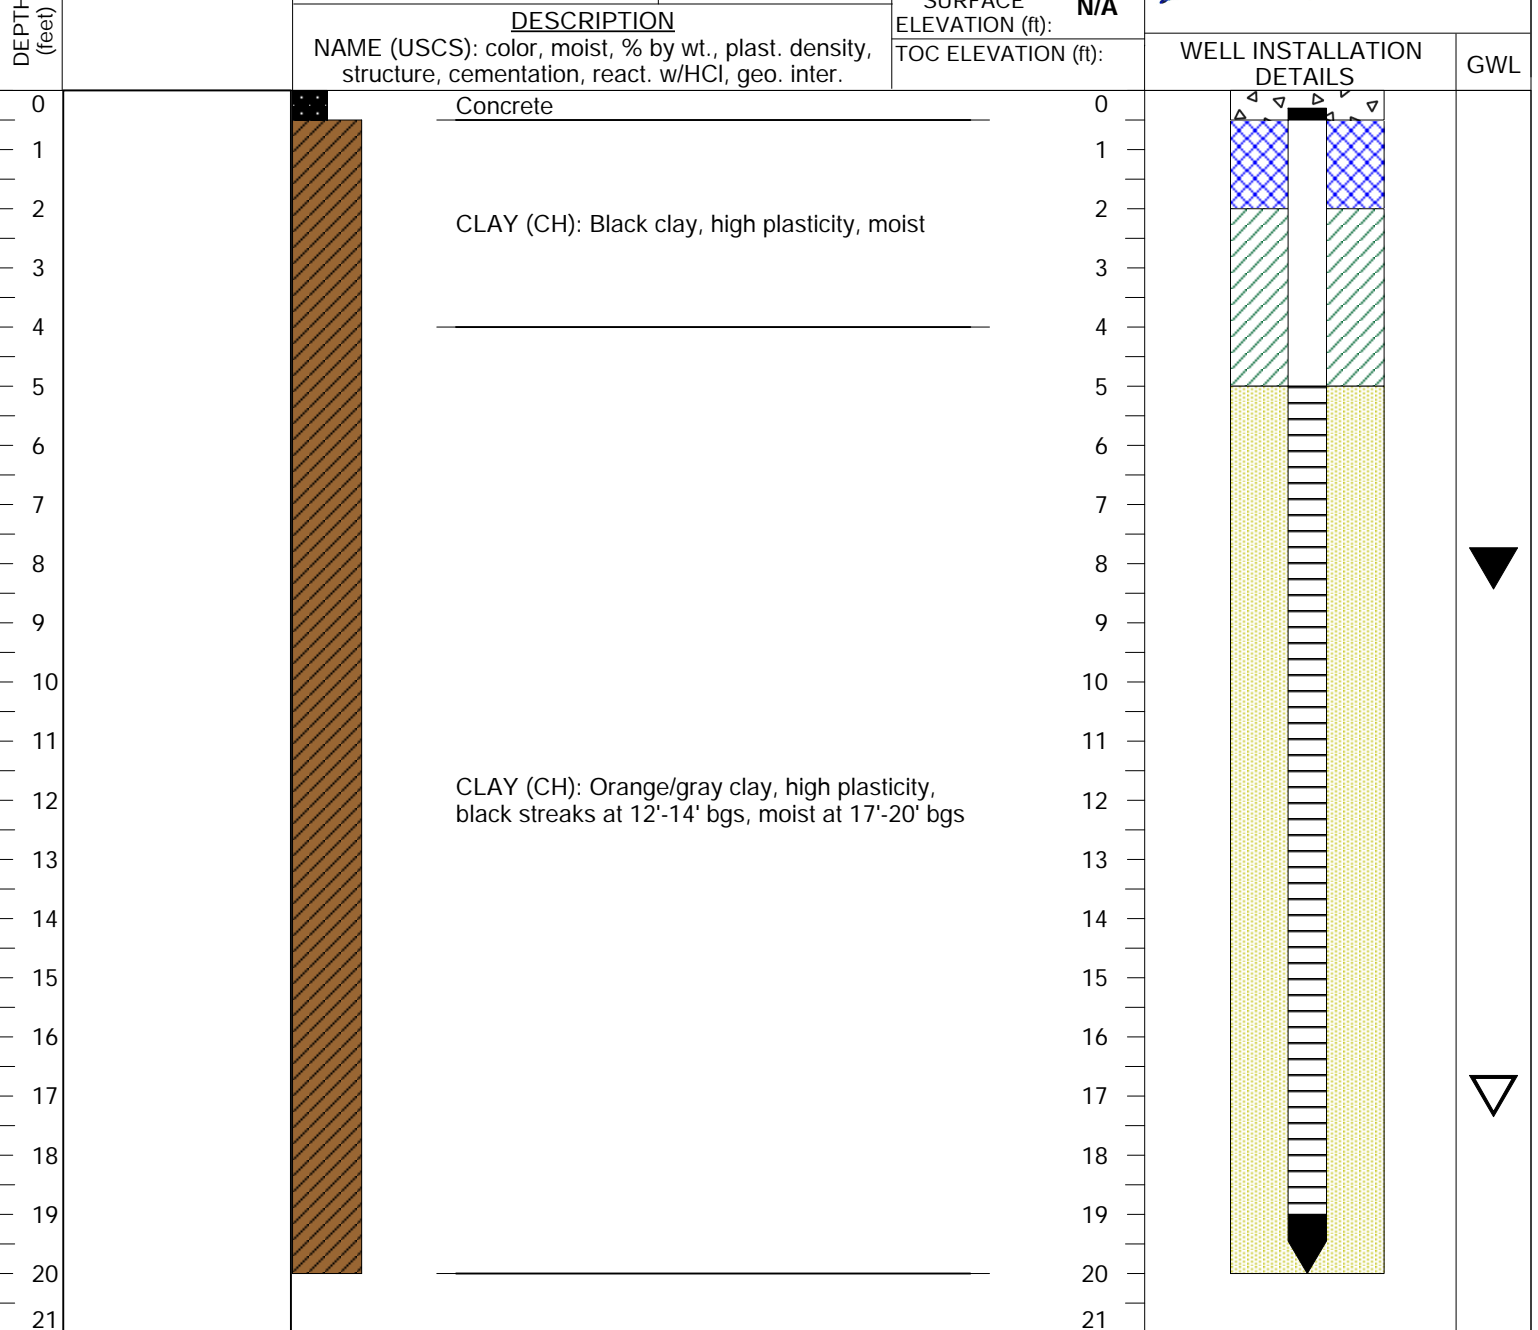 DEPTH
(feet)
DESCRIPTION
NAME (USCS): color, moist, % by wt., plast. density,
structure, cementation, react. w/HCl, geo. inter.
SURFACE
ELEVATION (ft):
N/A
TOC ELEVATION (ft):
WELL INSTALLATION
DETAILS
GWL
0
Concrete
0
1
1
2
CLAY (CH): Black clay, high plasticity, moist
2
3
3
4
4
5
5
6
6
7
7
8
8
9
9
10
10
11
11
CLAY (CH): Orange/gray clay, high plasticity,
12
black streaks at 12'-14' bgs, moist at 17'-20' bgs
12
13
13
14
14
15
15
16
16
17
17
18
18
19
19
20
20
21
21